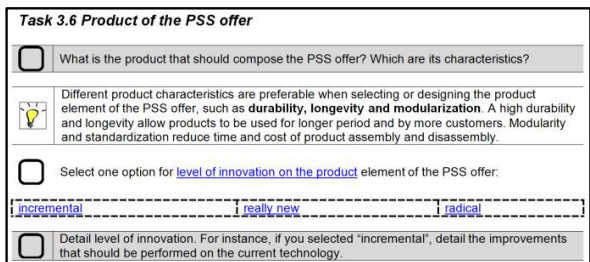 Task 3.6 Product of the PSS offer
What is the product that should compose the PSS offer? Which are its characteristics?
Different product characteristics are preferable when selecting or designing the product
element of the PSS offer, such as durability, longevity and modularization. A high durability
and longevity allow products to be used for longer period and by more customers. Modularity
and standardization reduce time and cost of product assembly and disassembly.
Select one option for level of innovation on the product element of the PSS offer:
incremental really new radical
Detail level of innovation. For instance, if you selected “incremental”, detail the improvements
that should be performed on the current technology.